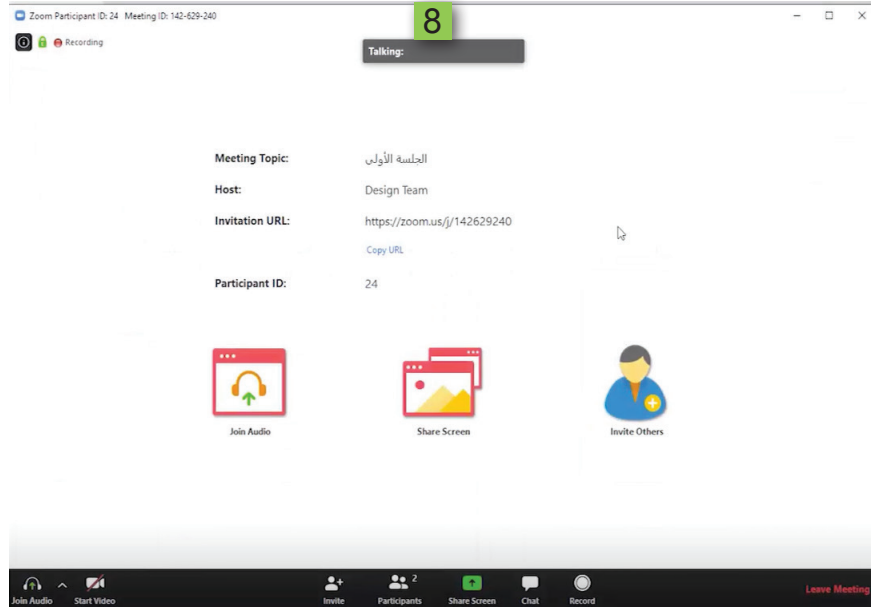 8
Zoom Participant ID: 24 Meeting ID: 142-629-240
Recording
Talking:
Meeting Topic: الجلسة الأولى
Host: Design Team
Invitation URL: https://zoom.us/j/142629240
Copy URL
Participant ID: 24
Join Audio Share Screen Invite Others
Join Audio Start Video Invite Participants 2 Share Screen Chat Record Leave Meeting